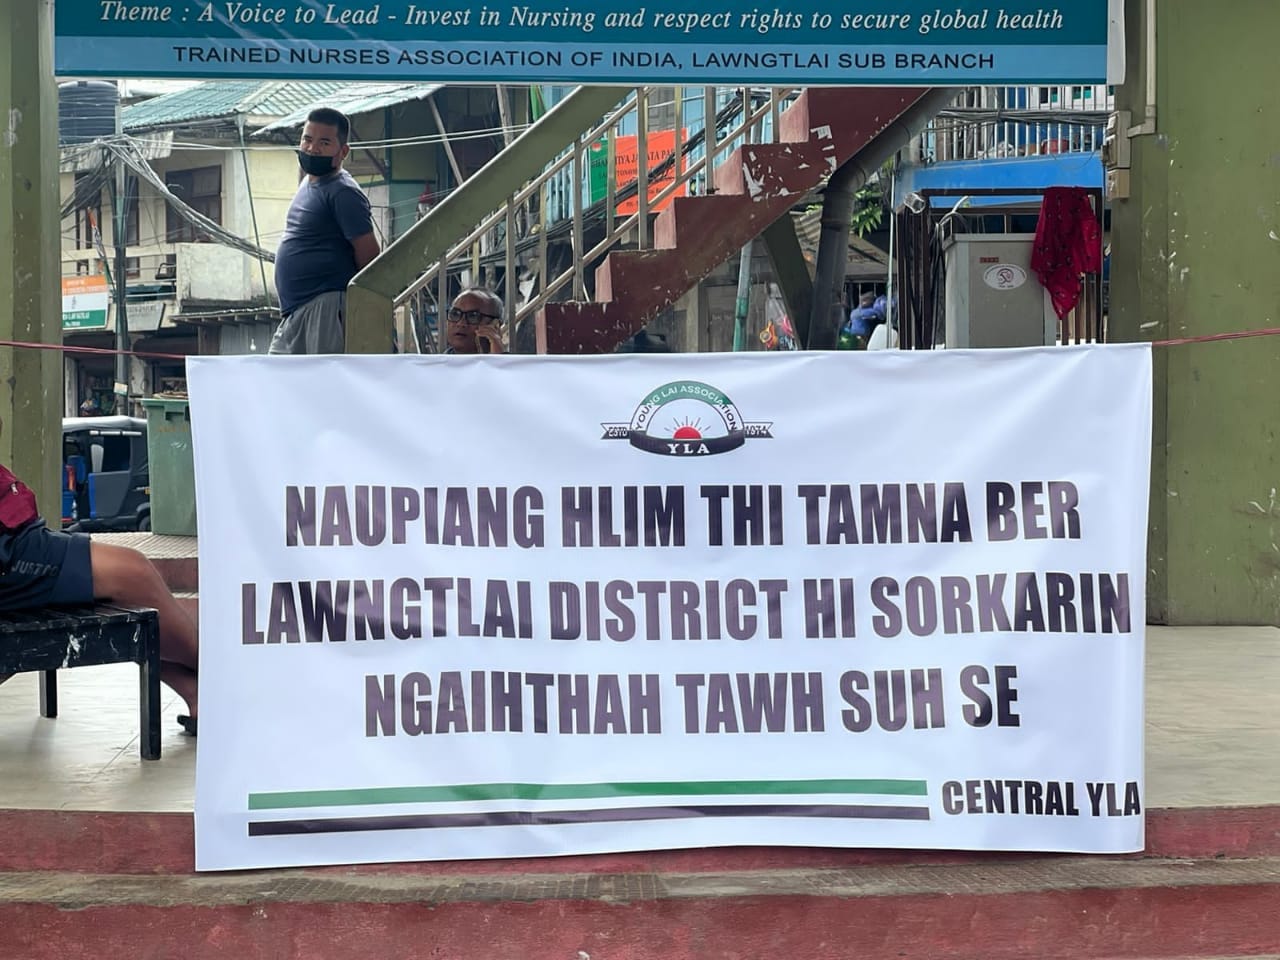 Theme : A Voice to Lead - Invest in Nursing and respect rights to secure global health
TRAINED NURSES ASSOCIATION OF INDIA, LAWNGTLAI SUB BRANCH
YOUNG LAI ASSOCIATION
ESTD 1974
YLA
NAUPIANG HLIM THI TAMNA BER
LAWNGTLAI DISTRICT HI SORKARIN
NGAIHTHAH TAWH SUH SE
CENTRAL YLA